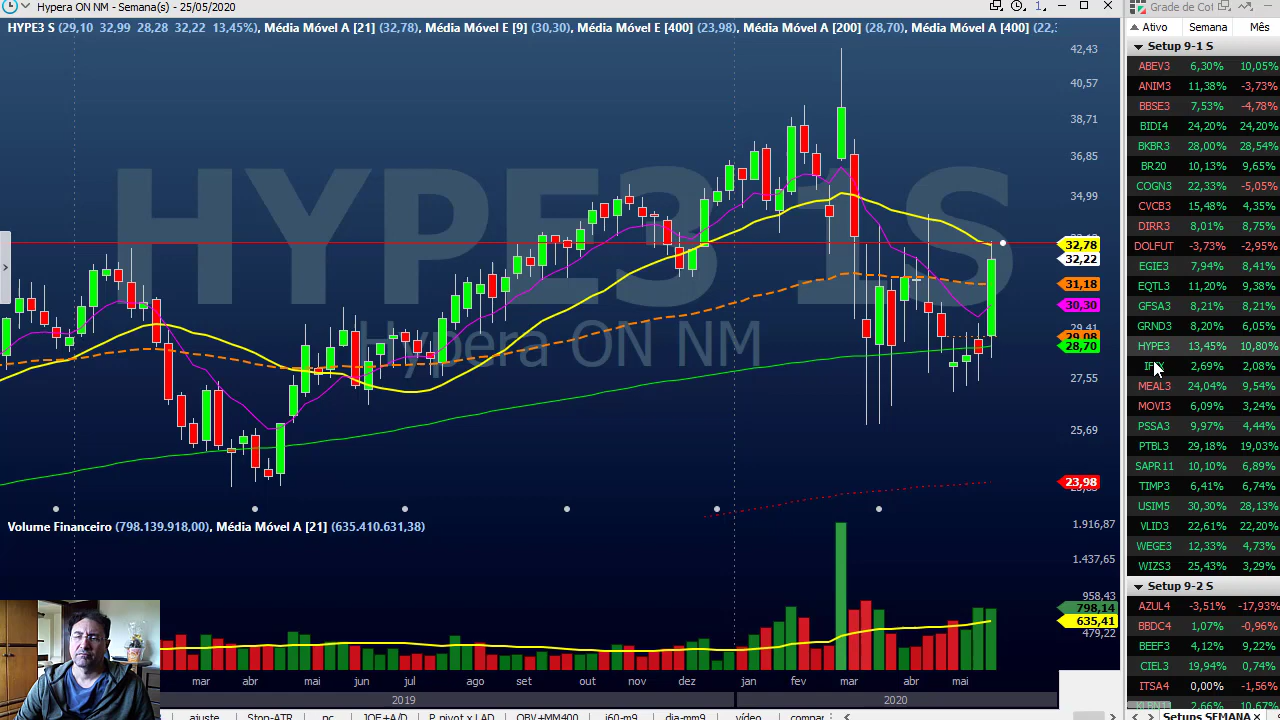 Hypera ON NM - Semana(s) - 25/05/2020
HYPE3 S (29,10 32,99 28,28 32,22 13,45%), Média Móvel A [21] (32,78), Média Móvel E [9] (30,30), Média Móvel E [400] (23,98), Média Móvel A [200] (28,70), Média Móvel A [400] (22,
HYPE3 1S
Hypera ON NM
42,43
40,57
38,71
36,85
34,99
32,78
32,22
31,18
30,30
29,41
29,08
28,70
27,55
25,69
23,98
Volume Financeiro (798.139.918,00), Média Móvel A [21] (635.410.631,38)
1.916,87
1.437,65
958,43
798,14
635,41
479,22
mar abr mai jun jul ago set out nov dez jan fev mar abr mai
2019 2020
ajuste Stop-ATR pc IOF+A/D P. pivot x LAD OBV+MM400 i60-m9 dia-mm9 vídeo compar
Grade de Cot
Ativo Semana Mês
Setup 9-1 S
ABEV3 6,30% 10,05%
ANIM3 11,38% -3,73%
BBSE3 7,53% -4,78%
BIDI4 24,20% 24,20%
BKBR3 28,00% 28,54%
BR20 10,13% 9,65%
COGN3 22,33% -5,05%
CVCB3 15,48% 4,35%
DIRR3 8,01% 8,75%
DOLFUT -3,73% -2,95%
EGIE3 7,94% 8,41%
EQTL3 11,20% 9,38%
GFSA3 8,21% 8,21%
GRND3 8,20% 6,05%
HYPE3 13,45% 10,80%
2,69% 2,08%
MEAL3 24,04% 9,54%
MOVI3 6,09% 3,24%
PSSA3 9,97% 4,44%
PTBL3 29,18% 19,03%
SAPR11 10,10% 6,89%
TIMP3 6,41% 6,74%
USIM5 30,30% 28,13%
VLID3 22,61% 22,20%
WEGE3 12,33% 4,73%
WIZS3 25,43% 3,29%
Setup 9-2 S
AZUL4 -3,51% -17,93%
BBDC4 1,07% -0,96%
BEEF3 4,12% 9,22%
CIEL3 19,94% 0,74%
ITSA4 0,00% -1,56%
KLBN11 2,66% 10,67%
Setups SEMANA